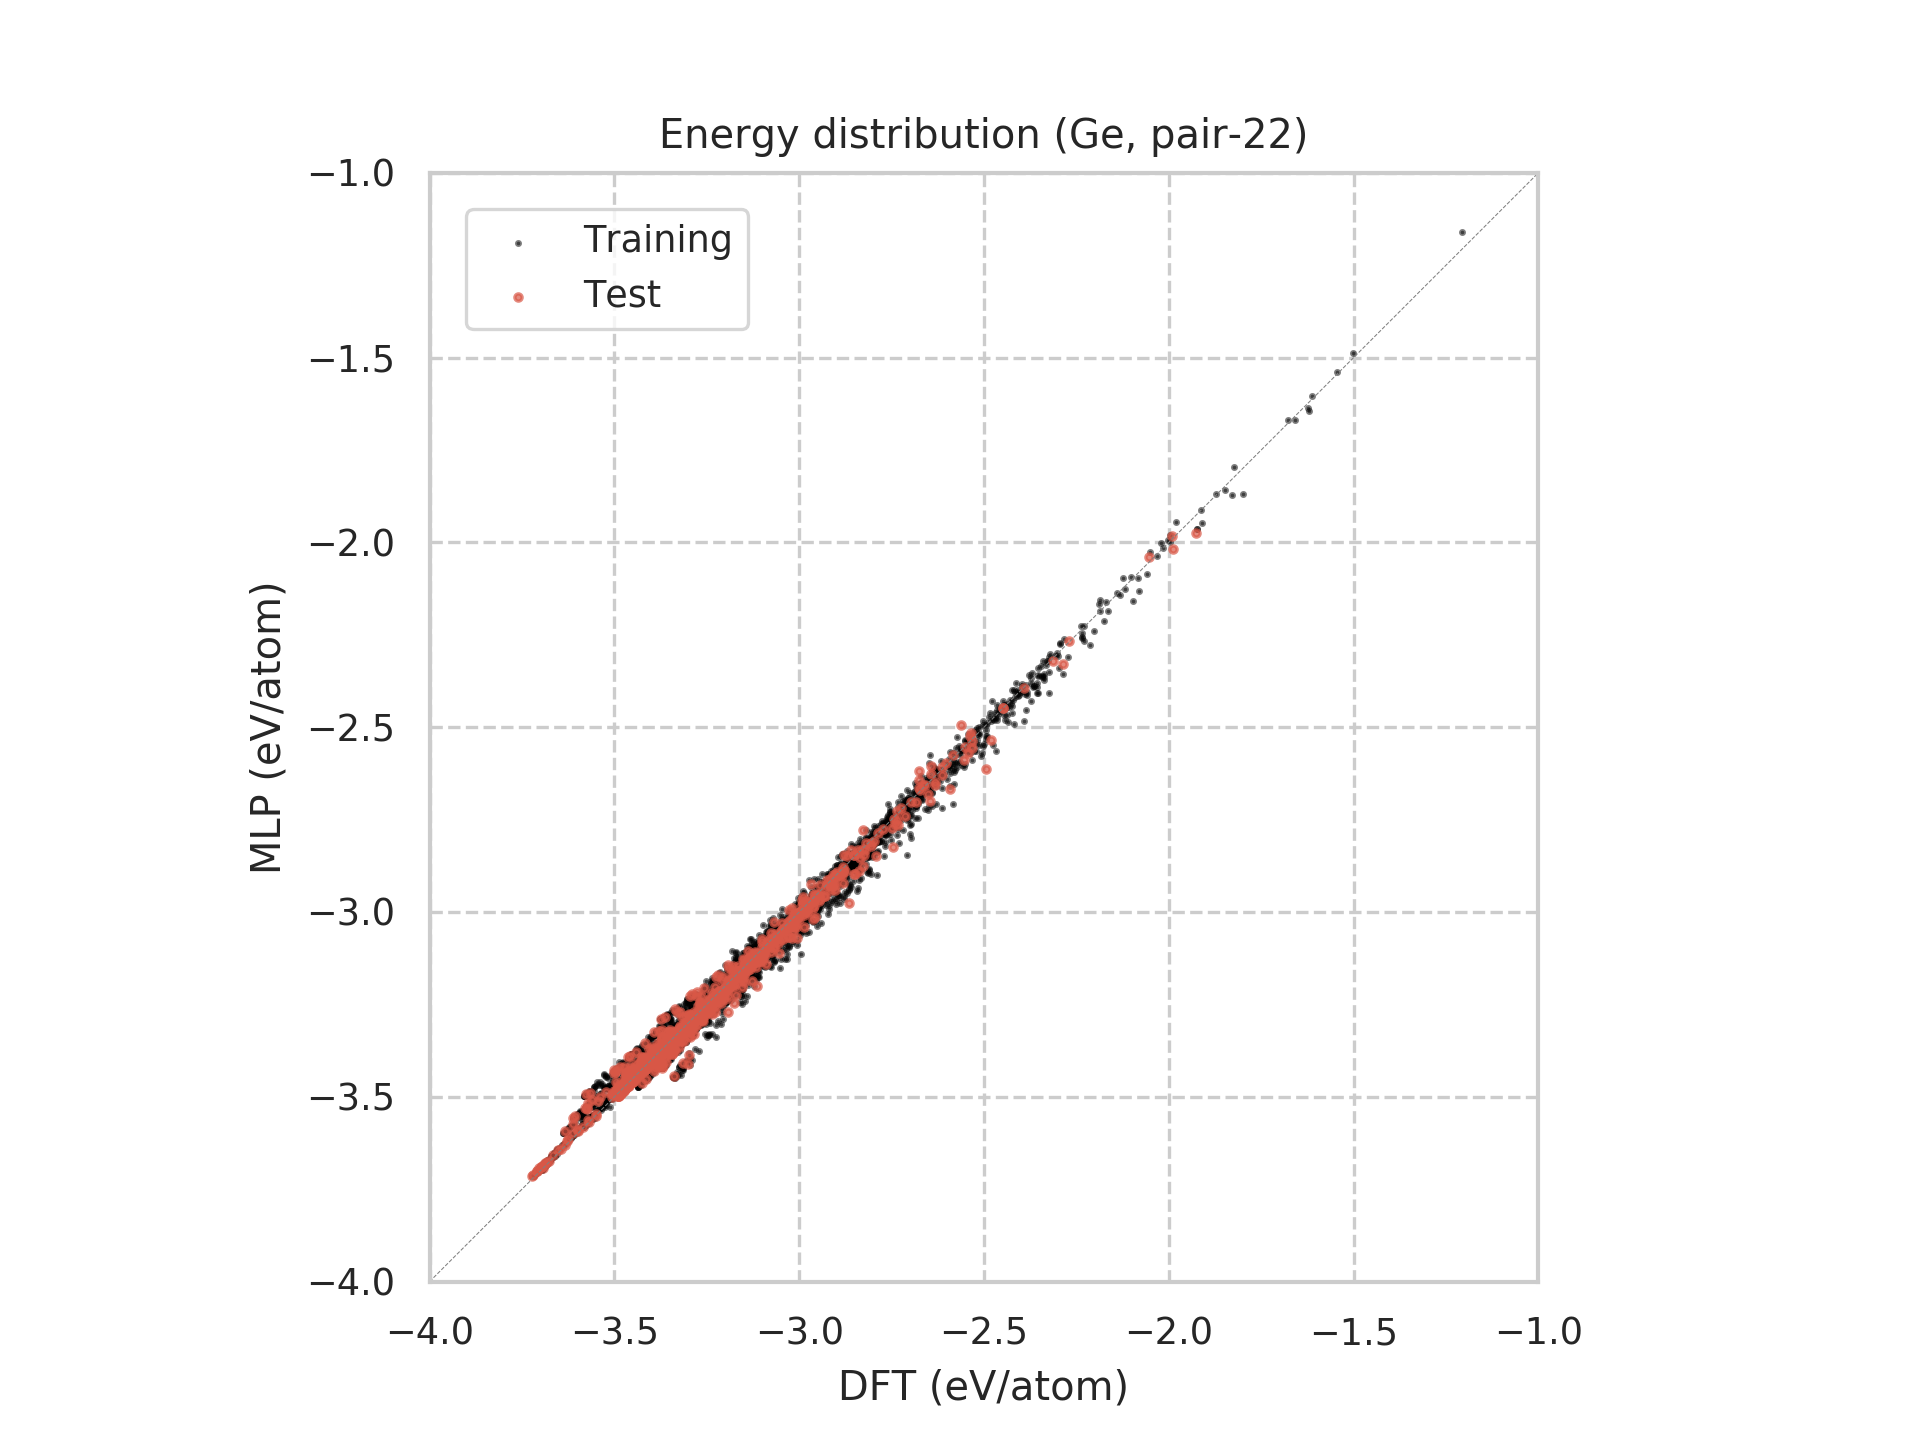 Energy distribution (Ge, pair-22)
Training
Test
MLP (eV/atom)
−1.0
−1.5
−2.0
−2.5
−3.0
−3.5
−4.0
−4.0 −3.5 −3.0 −2.5 −2.0 −1.5 −1.0
DFT (eV/atom)